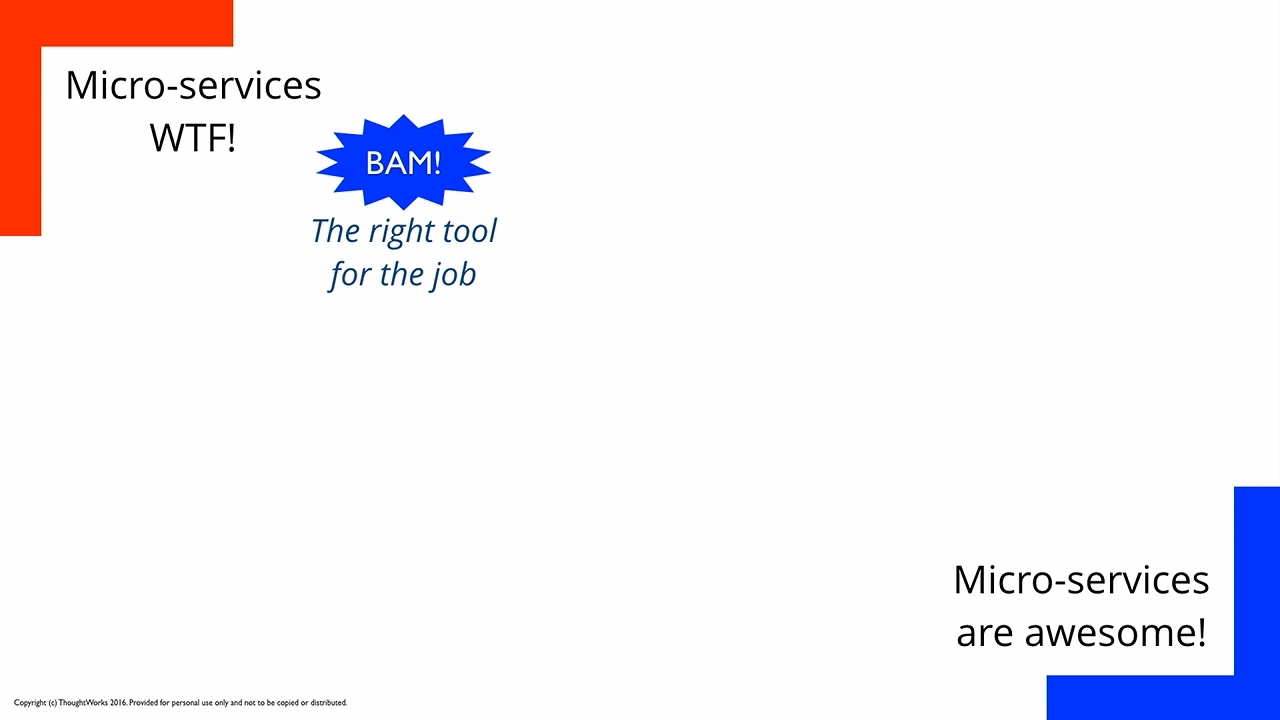 Micro-services
WTF!
BAM!
The right tool
for the job
Micro-services
are awesome!
Copyright (c) ThoughtWorks 2016. Provided for personal use only and not to be copied or distributed.